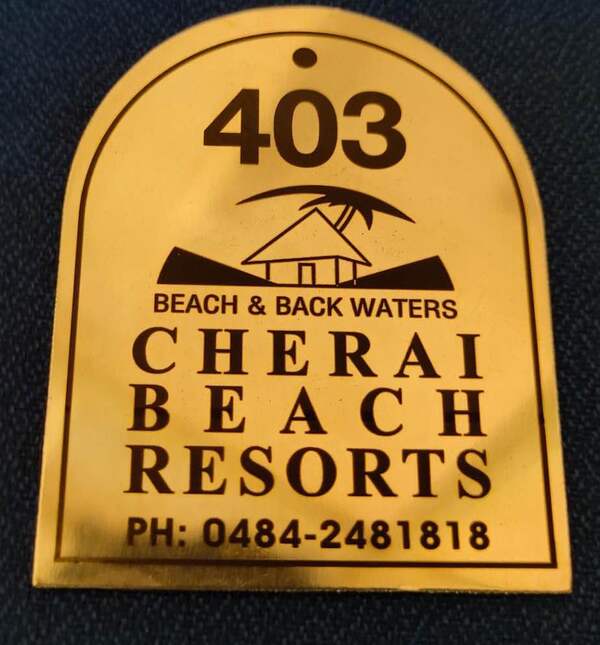 403
BEACH & BACK WATERS
CHERAI
BEACH
RESORTS
PH: 0484-2481818